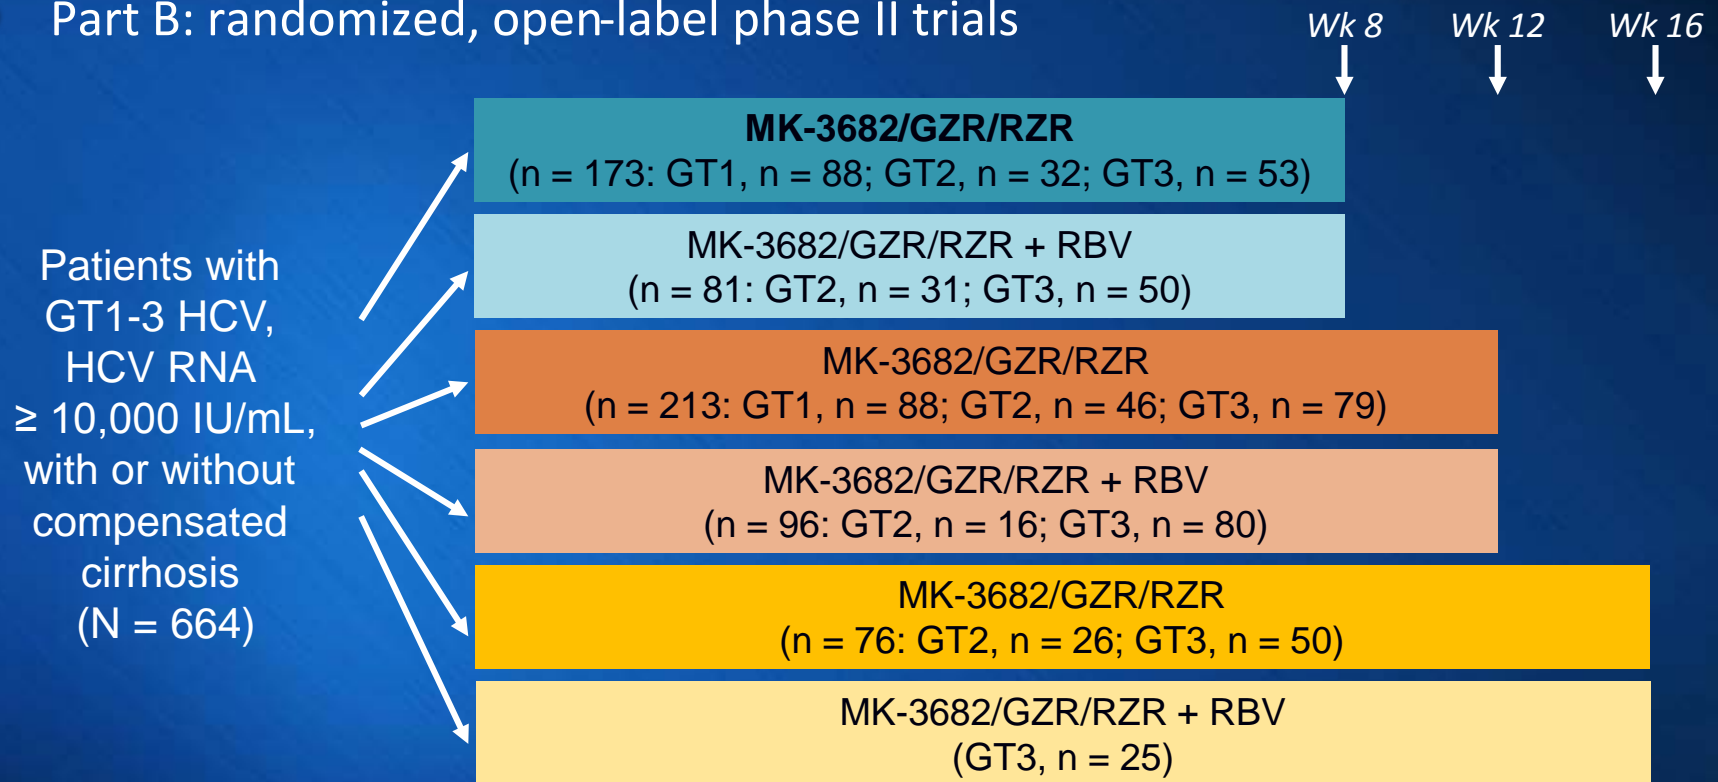 Part B: randomized, open-label phase II trials
Wk 8
Wk 12
Wk 16
Patients with
GT1-3 HCV,
HCV RNA
≥ 10,000 IU/mL,
with or without
compensated
cirrhosis
(N = 664)
MK-3682/GZR/RZR
(n = 173: GT1, n = 88; GT2, n = 32; GT3, n = 53)
MK-3682/GZR/RZR + RBV
(n = 81: GT2, n = 31; GT3, n = 50)
MK-3682/GZR/RZR
(n = 213: GT1, n = 88; GT2, n = 46; GT3, n = 79)
MK-3682/GZR/RZR + RBV
(n = 96: GT2, n = 16; GT3, n = 80)
MK-3682/GZR/RZR
(n = 76: GT2, n = 26; GT3, n = 50)
MK-3682/GZR/RZR + RBV
(GT3, n = 25)